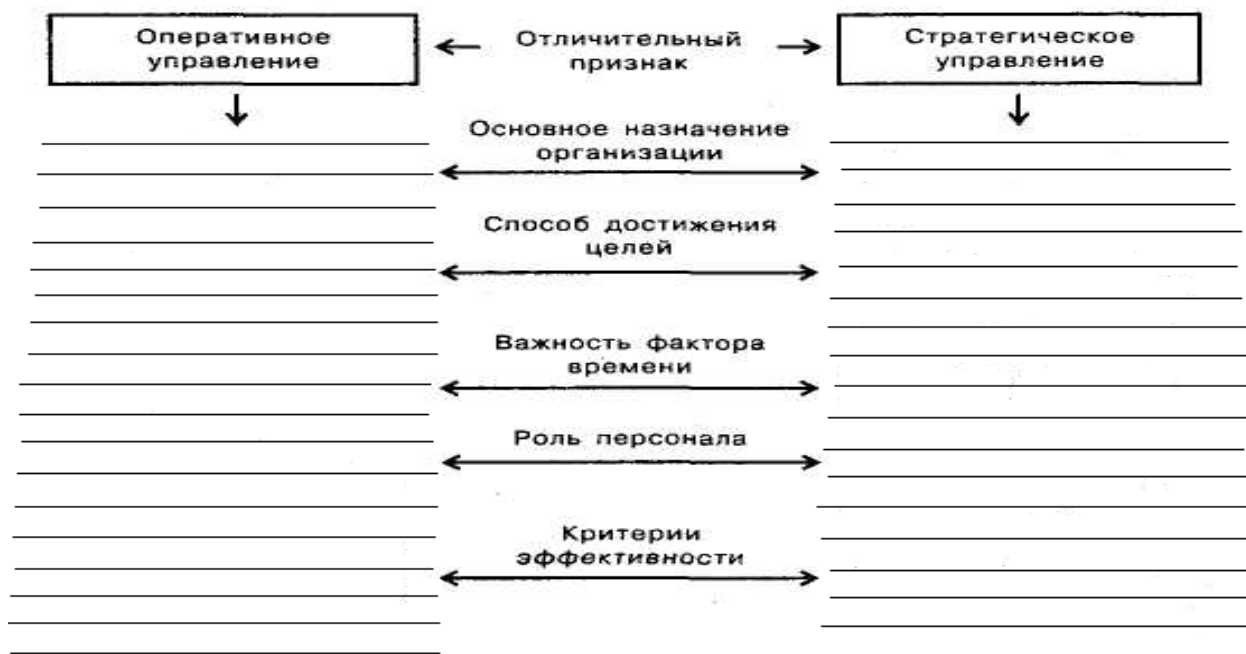 Оперативное
управление
Отличительный
признак
Стратегическое
управление
Основное назначение
организации
Способ достижения
целей
Важность фактора
времени
Роль персонала
Критерии
эффективности